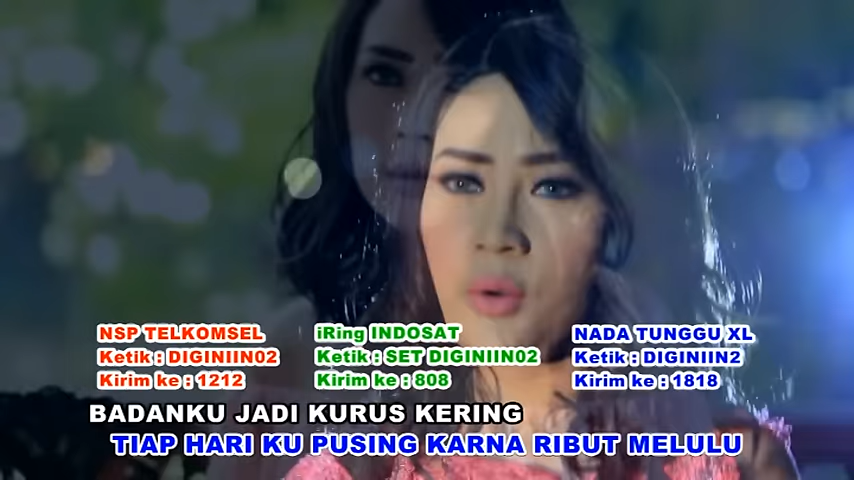 NSP TELKOMSEL
Ketik : DIGINIIN02
Kirim ke : 1212
iRing INDOSAT
Ketik : SET DIGINIIN02
Kirim ke : 808
NADA TUNGGU XL
Ketik : DIGINIIN2
Kirim ke : 1818
BADANKU JADI KURUS KERING
TIAP HARI KU PUSING KARNA RIBUT MELULU